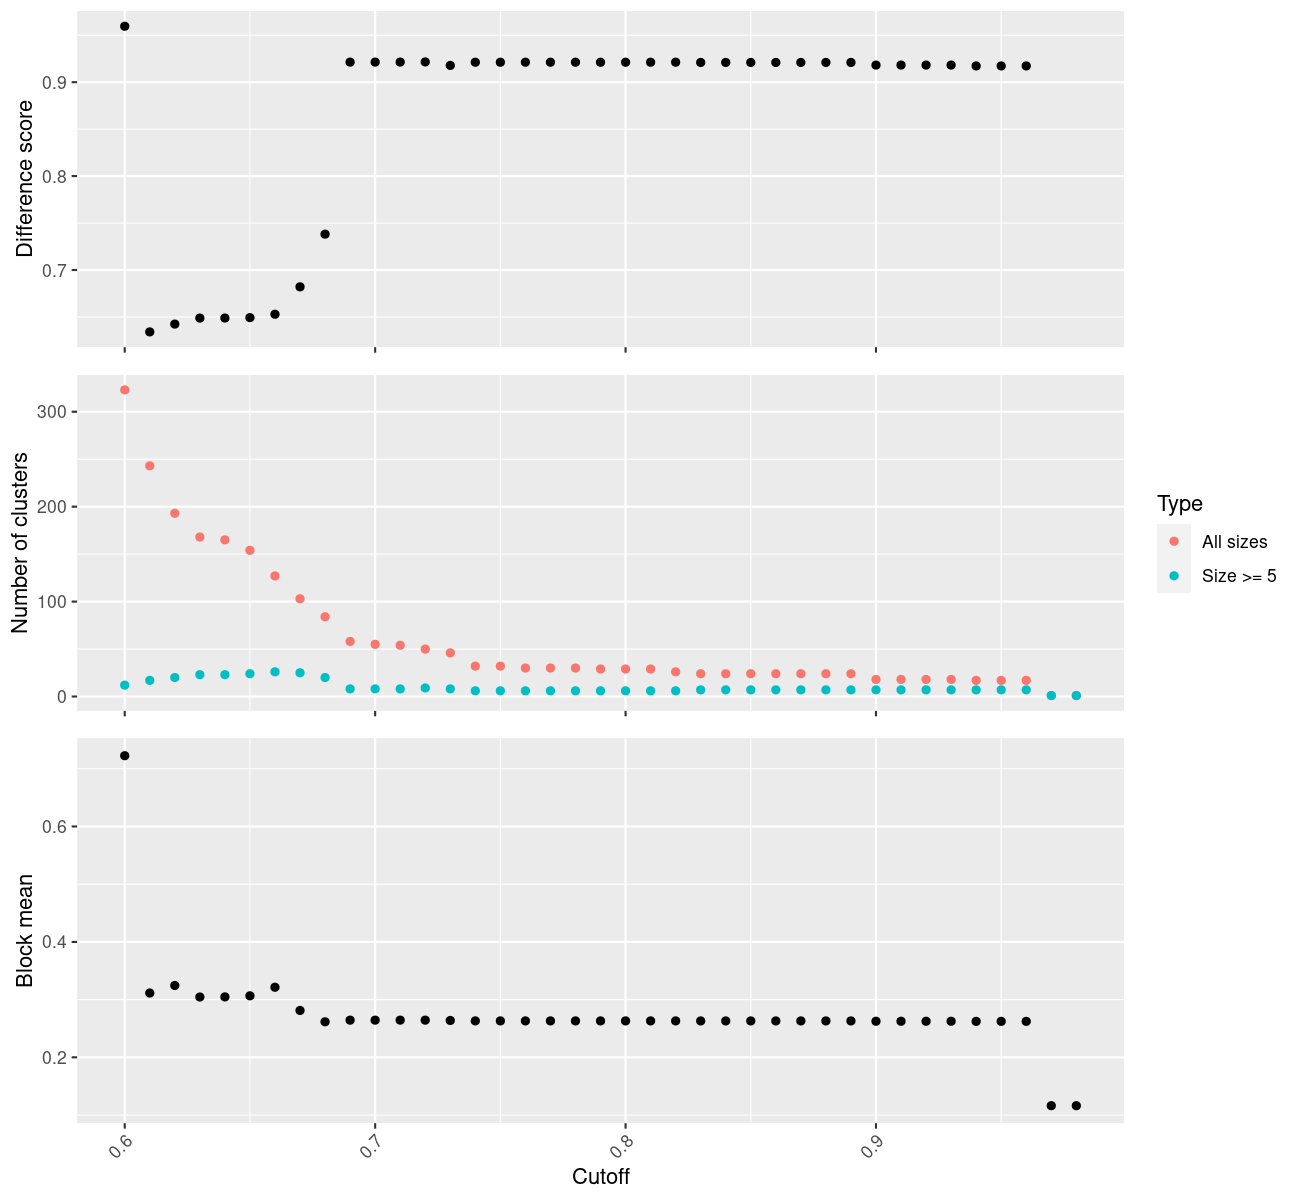 Difference score
0.9
0.8
0.7
Number of clusters
300
200
100
0
Type
All sizes
Size >= 5
Block mean
0.6
0.4
0.2
0.6
0.7
0.8
0.9
Cutoff